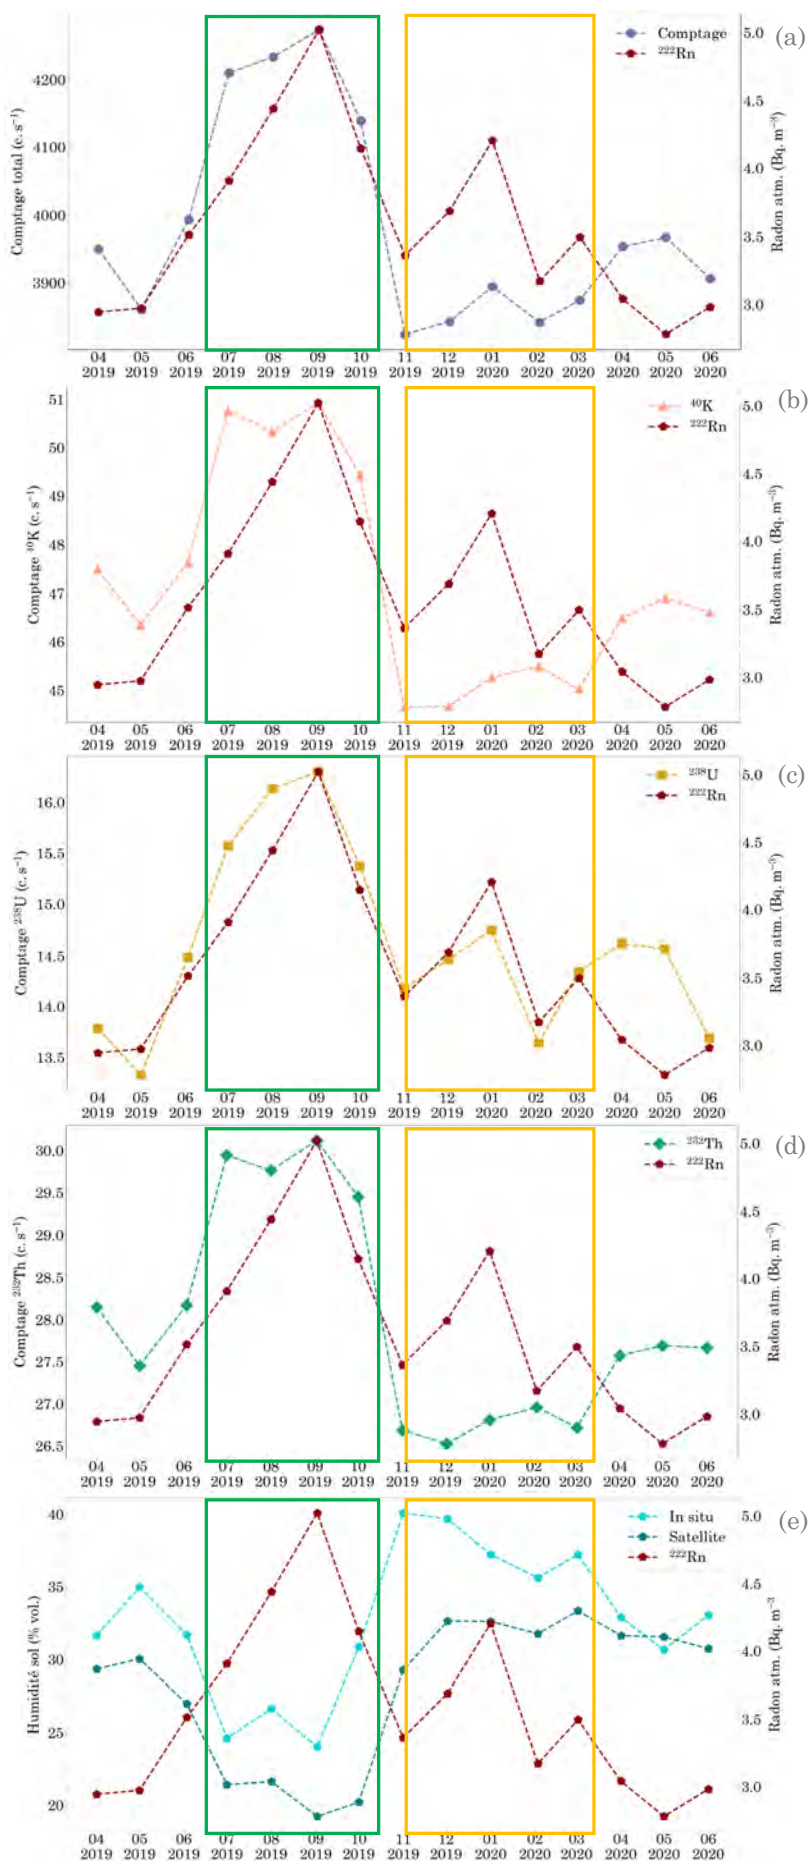 (a)
Comptage
²²²Rn
Comptage total (c. s⁻¹)
4200
4100
4000
3900
5.0
4.5
4.0
3.5
3.0
Radon atm. (Bq. m⁻³)
04 05 06 07 08 09 10 11 12 01 02 03 04 05 06
2019 2019 2019 2019 2019 2019 2019 2019 2019 2020 2020 2020 2020 2020 2020
(b)
⁴⁰K
²²²Rn
Comptage ⁴⁰K (c. s⁻¹)
51
50
49
48
47
46
45
5.0
4.5
4.0
3.5
3.0
Radon atm. (Bq. m⁻³)
04 05 06 07 08 09 10 11 12 01 02 03 04 05 06
2019 2019 2019 2019 2019 2019 2019 2019 2019 2020 2020 2020 2020 2020 2020
(c)
²³⁸U
²²²Rn
Comptage ²³⁸U (c. s⁻¹)
16.0
15.5
15.0
14.5
14.0
13.5
5.0
4.5
4.0
3.5
3.0
Radon atm. (Bq. m⁻³)
04 05 06 07 08 09 10 11 12 01 02 03 04 05 06
2019 2019 2019 2019 2019 2019 2019 2019 2019 2020 2020 2020 2020 2020 2020
(d)
²³²Th
²²²Rn
Comptage ²³²Th (c. s⁻¹)
30.0
29.5
29.0
28.5
28.0
27.5
27.0
26.5
5.0
4.5
4.0
3.5
3.0
Radon atm. (Bq. m⁻³)
04 05 06 07 08 09 10 11 12 01 02 03 04 05 06
2019 2019 2019 2019 2019 2019 2019 2019 2019 2020 2020 2020 2020 2020 2020
(e)
In situ
Satellite
²²²Rn
Humidité sol (% vol.)
40
35
30
25
20
5.0
4.5
4.0
3.5
3.0
Radon atm. (Bq. m⁻³
04 05 06 07 08 09 10 11 12 01 02 03 04 05 06
2019 2019 2019 2019 2019 2019 2019 2019 2019 2020 2020 2020 2020 2020 2020